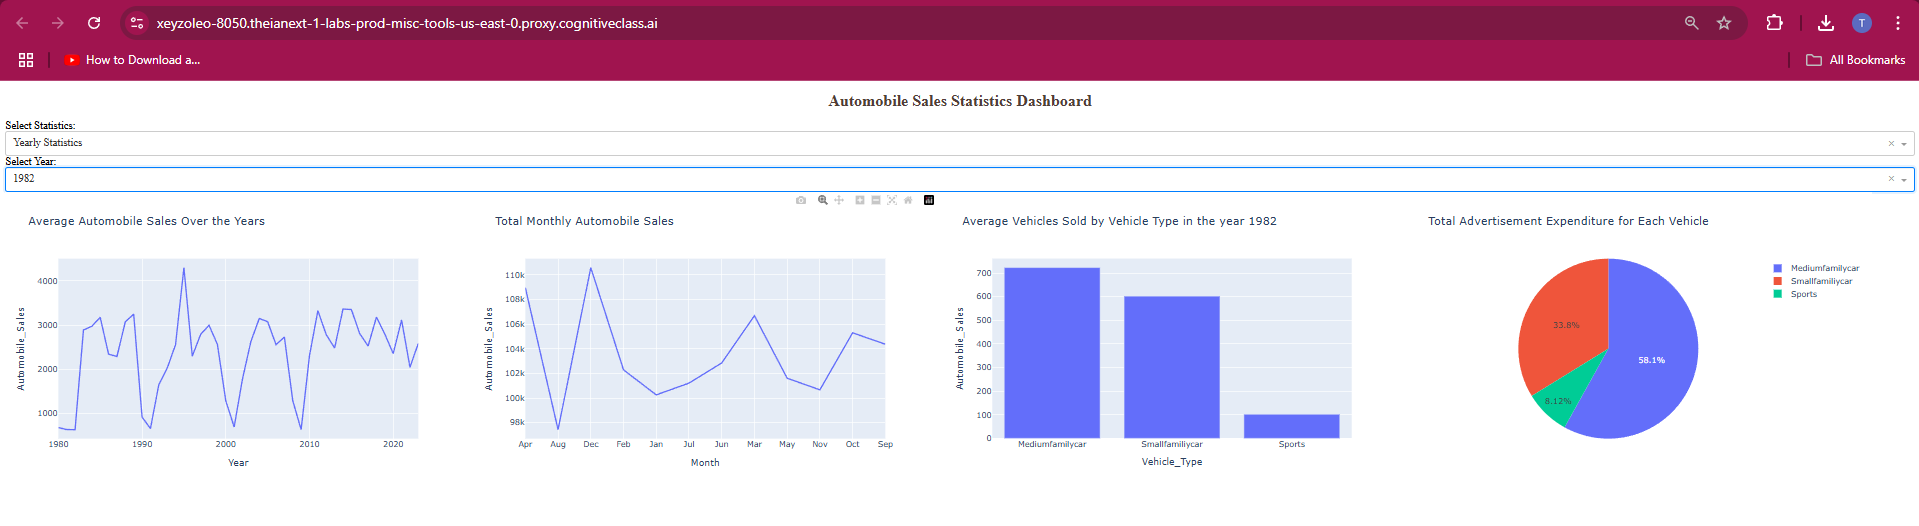 xeyzoleo-8050.theianext-1-labs-prod-misc-tools-us-east-0.proxy.cognitiveclass.ai
T
How to Download a...
All Bookmarks
Automobile Sales Statistics Dashboard
Select Statistics:
Yearly Statistics
Select Year:
1982
Average Automobile Sales Over the Years
Automobile_Sales
4000
3000
2000
1000
1980 1990 2000 2010 2020
Year
Total Monthly Automobile Sales
Automobile_Sales
110k
108k
106k
104k
102k
100k
98k
Apr Aug Dec Feb Jan Jul Jun Mar May Nov Oct Sep
Month
Average Vehicles Sold by Vehicle Type in the year 1982
Automobile_Sales
700
600
500
400
300
200
100
0
Mediumfamilycar Smallfamiliycar Sports
Vehicle_Type
Total Advertisement Expenditure for Each Vehicle
33.8%
58.1%
8.12%
Mediumfamilycar
Smallfamiliycar
Sports